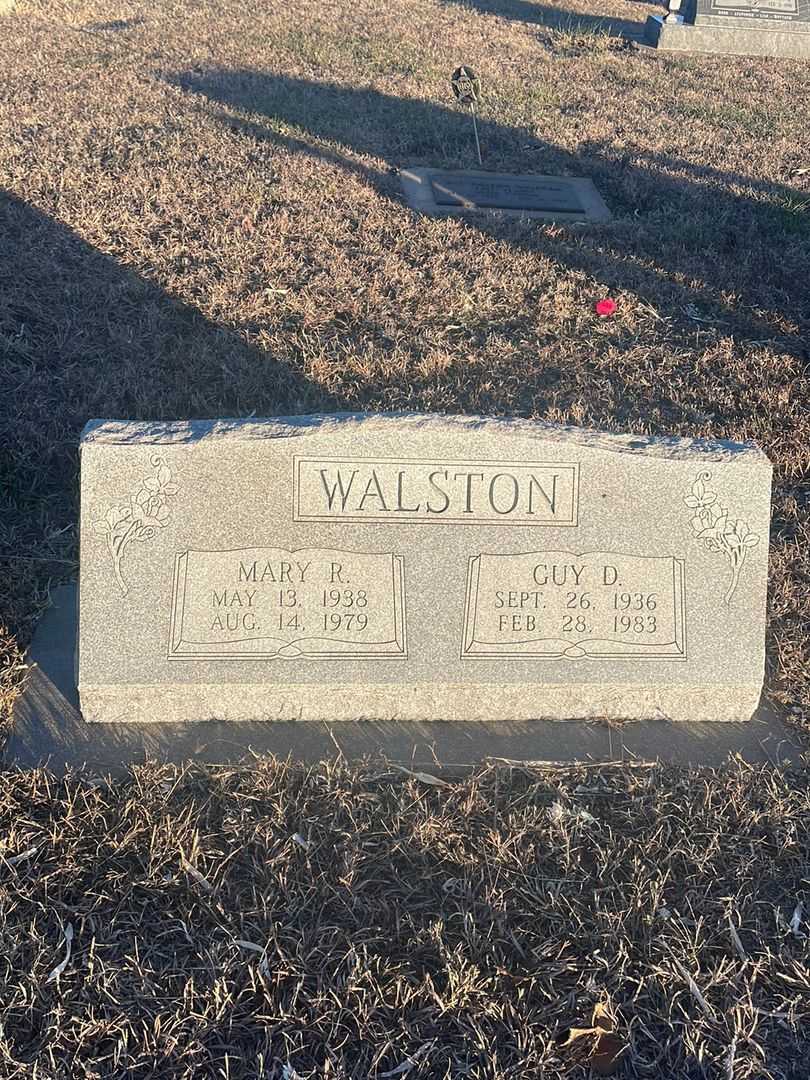 WALSTON
MARY R.
MAY 13, 1938
AUG. 14, 1979
GUY D.
SEPT. 26, 1936
FEB. 28, 1983